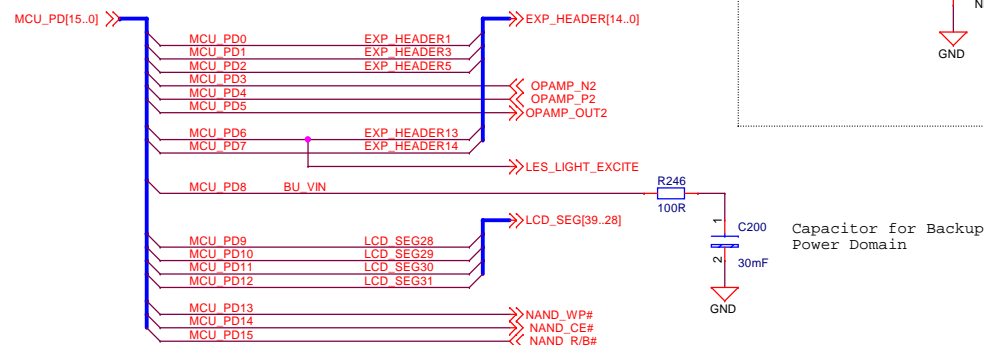 MCU_PD[15..0]
EXP_HEADER[14..0]
N
GND
MCU_PD0 EXP_HEADER1
MCU_PD1 EXP_HEADER3
MCU_PD2 EXP_HEADER5
MCU_PD3 OPAMP_N2
MCU_PD4 OPAMP_P2
MCU_PD5 OPAMP_OUT2
MCU_PD6 EXP_HEADER13
MCU_PD7 EXP_HEADER14
LES_LIGHT_EXCITE
MCU_PD8 BU_VIN
R246
100R
LCD_SEG[39..28]
1
C200
2
30mF
Capacitor for Backup
Power Domain
GND
MCU_PD9 LCD_SEG28
MCU_PD10 LCD_SEG29
MCU_PD11 LCD_SEG30
MCU_PD12 LCD_SEG31
MCU_PD13 NAND_WP#
MCU_PD14 NAND_CE#
MCU_PD15 NAND_R/B#